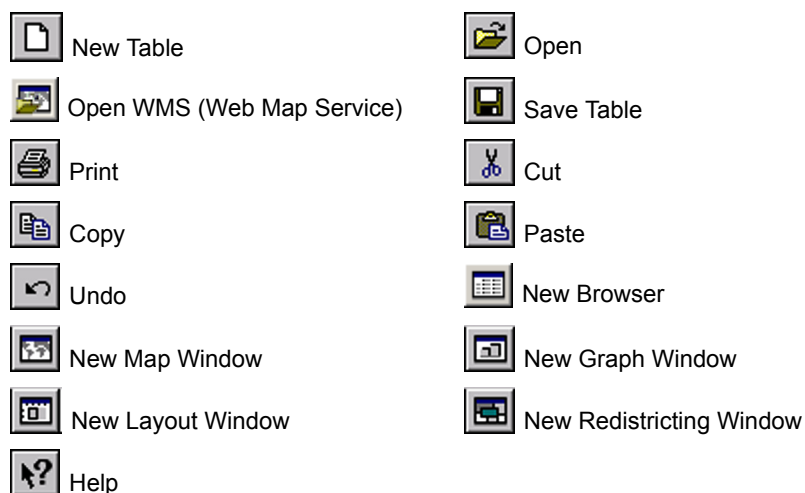 New Table
Open
Open WMS (Web Map Service)
Save Table
Print
Cut
Copy
Paste
Undo
New Browser
New Map Window
New Graph Window
New Layout Window
New Redistricting Window
Help